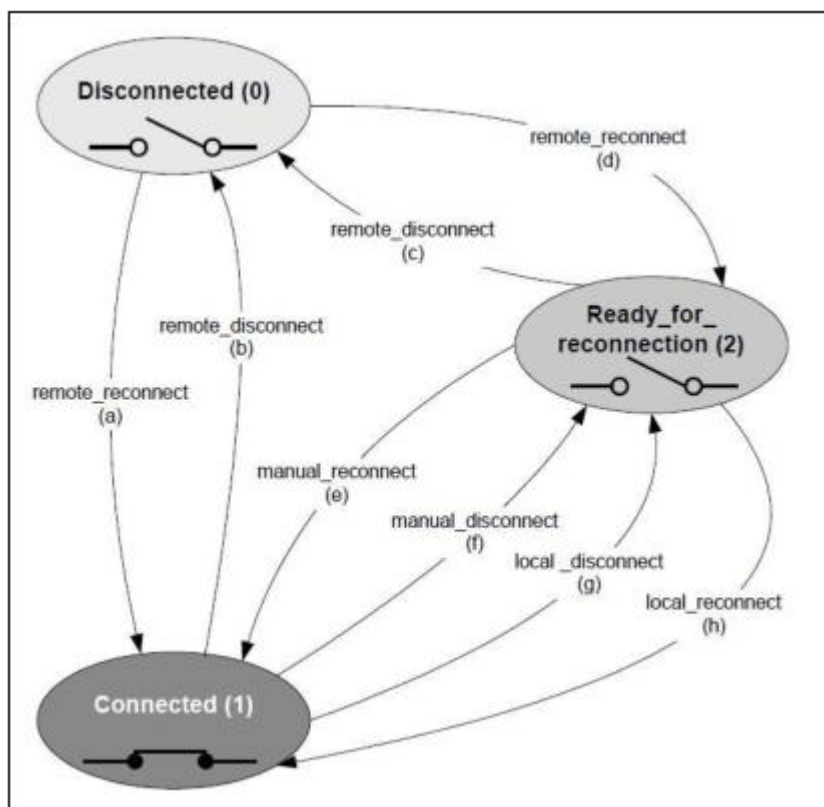 Disconnected (0)
remote_reconnect
(d)
remote_disconnect
(c)
Ready_for_
reconnection (2)
remote_disconnect
(b)
remote_reconnect
(a)
manual_reconnect
(e)
manual_disconnect
(f)
local _disconnect
(g)
local_reconnect
(h)
Connected (1)